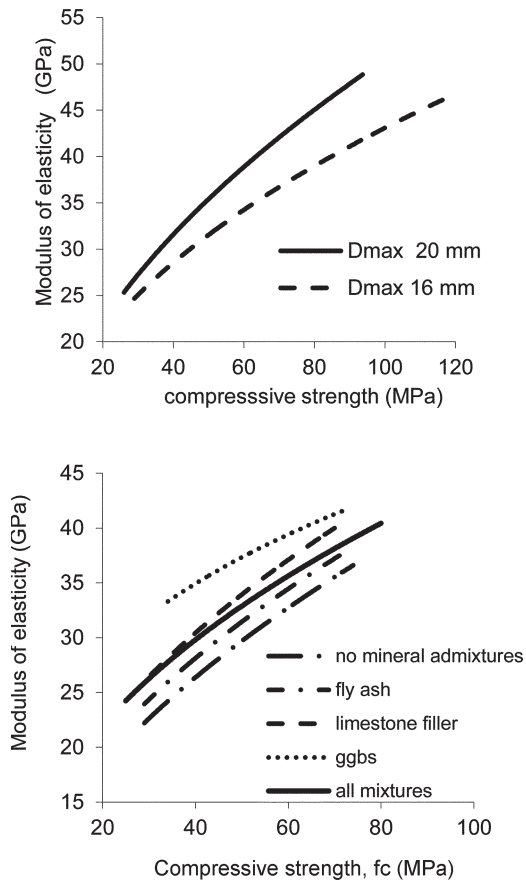 Modulus of elasticity (GPa)
55
50
45
40
35
30
25
20
20 40 60 80 100 120
compresssive strength (MPa)
Dmax 20 mm
Dmax 16 mm
Modulus of elasticity (GPa)
45
40
35
30
25
20
15
20 40 60 80 100
Compressive strength, fc (MPa)
no mineral admixtures
fly ash
limestone filler
ggbs
all mixtures